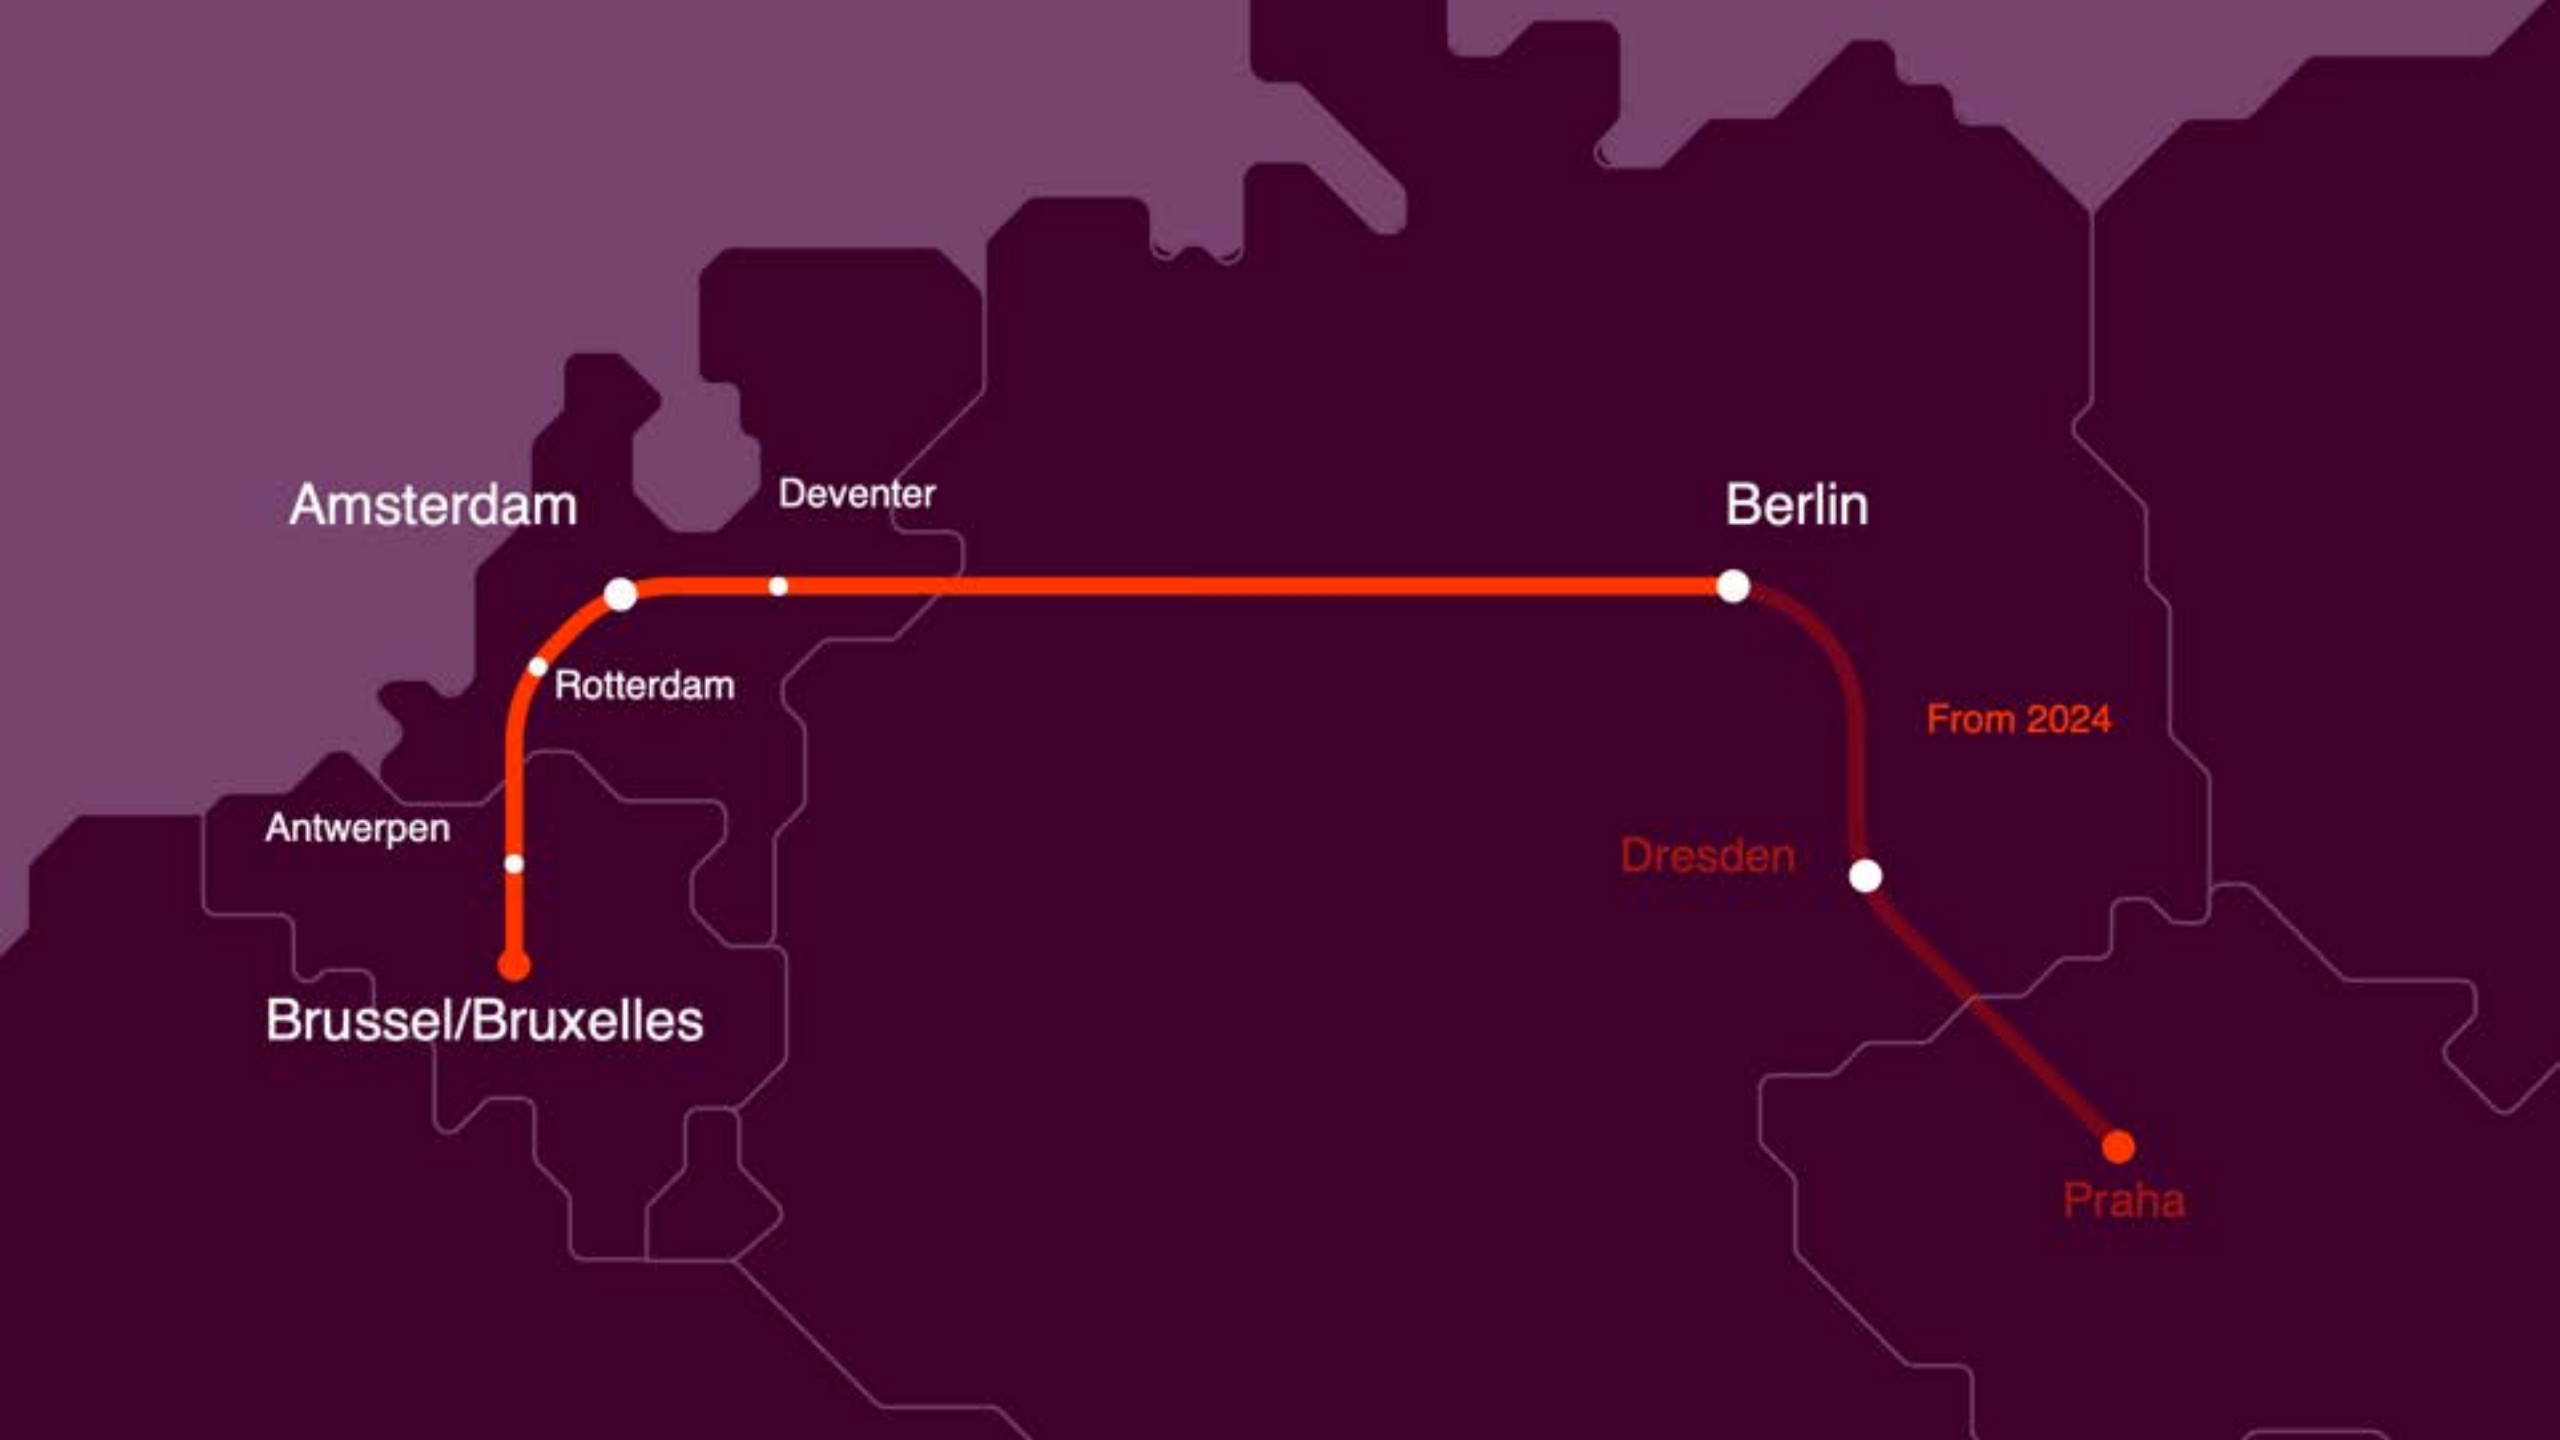 Amsterdam
Deventer
Berlin
Rotterdam
From 2024
Antwerpen
Dresden
Brussel/Bruxelles
Praha